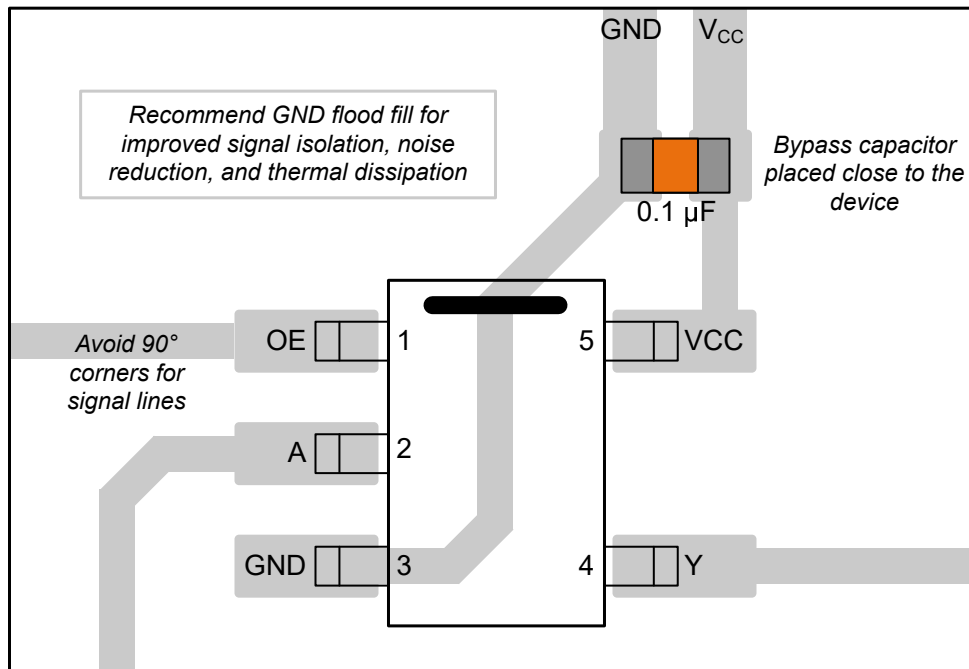 GND
V_CC
Recommend GND flood fill for
improved signal isolation, noise
reduction, and thermal dissipation
Bypass capacitor
placed close to the
device
0.1 µF
OE
1
5
VCC
Avoid 90°
corners for
signal lines
A
2
GND
3
4
Y